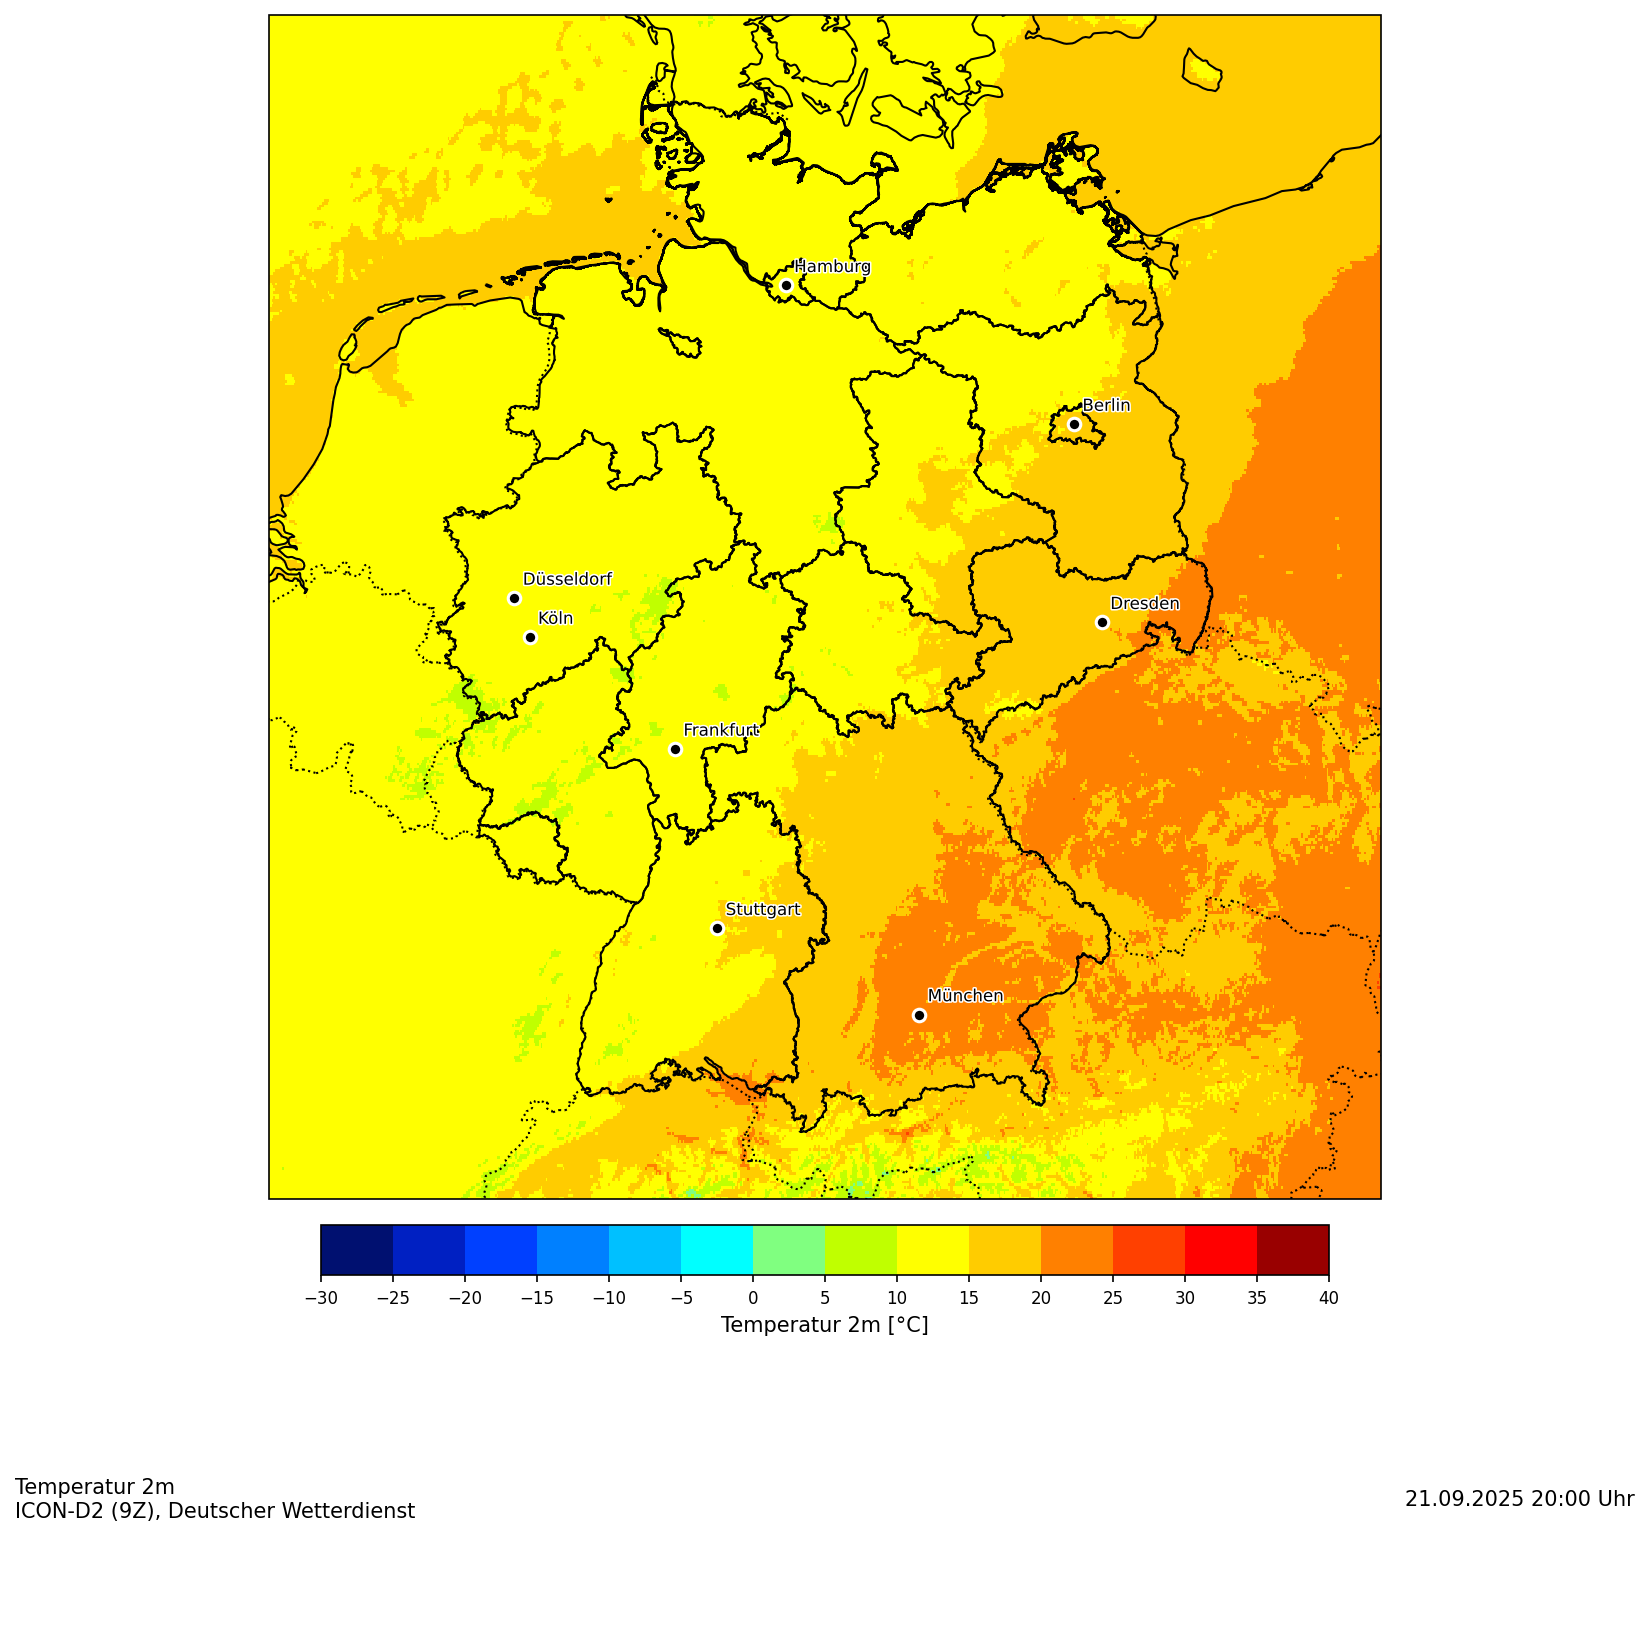 Hamburg
Berlin
Düsseldorf
Köln
Dresden
Frankfurt
Stuttgart
München
−30 −25 −20 −15 −10 −5 0 5 10 15 20 25 30 35 40
Temperatur 2m [°C]
Temperatur 2m
ICON-D2 (9Z), Deutscher Wetterdienst
21.09.2025 20:00 Uhr